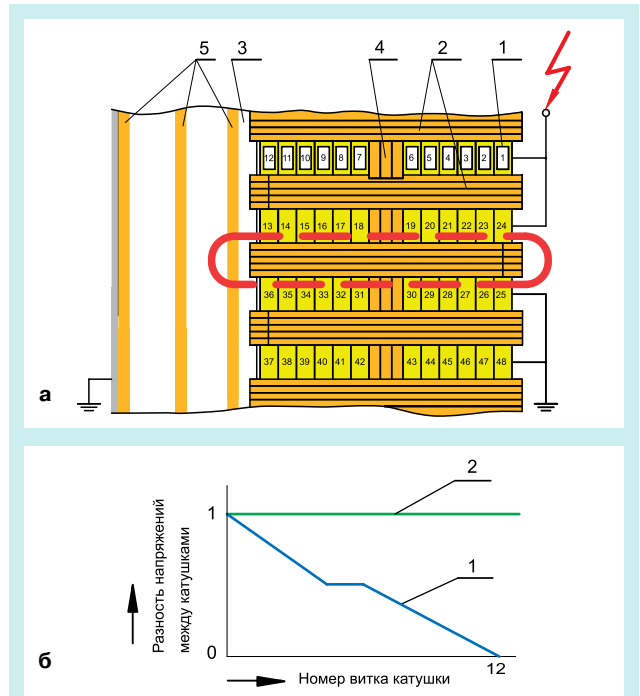 5 3 4 2 1
12 11 10 9 8 7 6 5 4 3 2 1
13 14 15 16 17 18 19 20 21 22 23 24
36 35 34 33 32 31 30 29 28 27 26 25
37 38 39 40 41 42 43 44 45 46 47 48
а
2
1
Разность напряжений
между катушками
1
0
12
Номер витка катушки
б